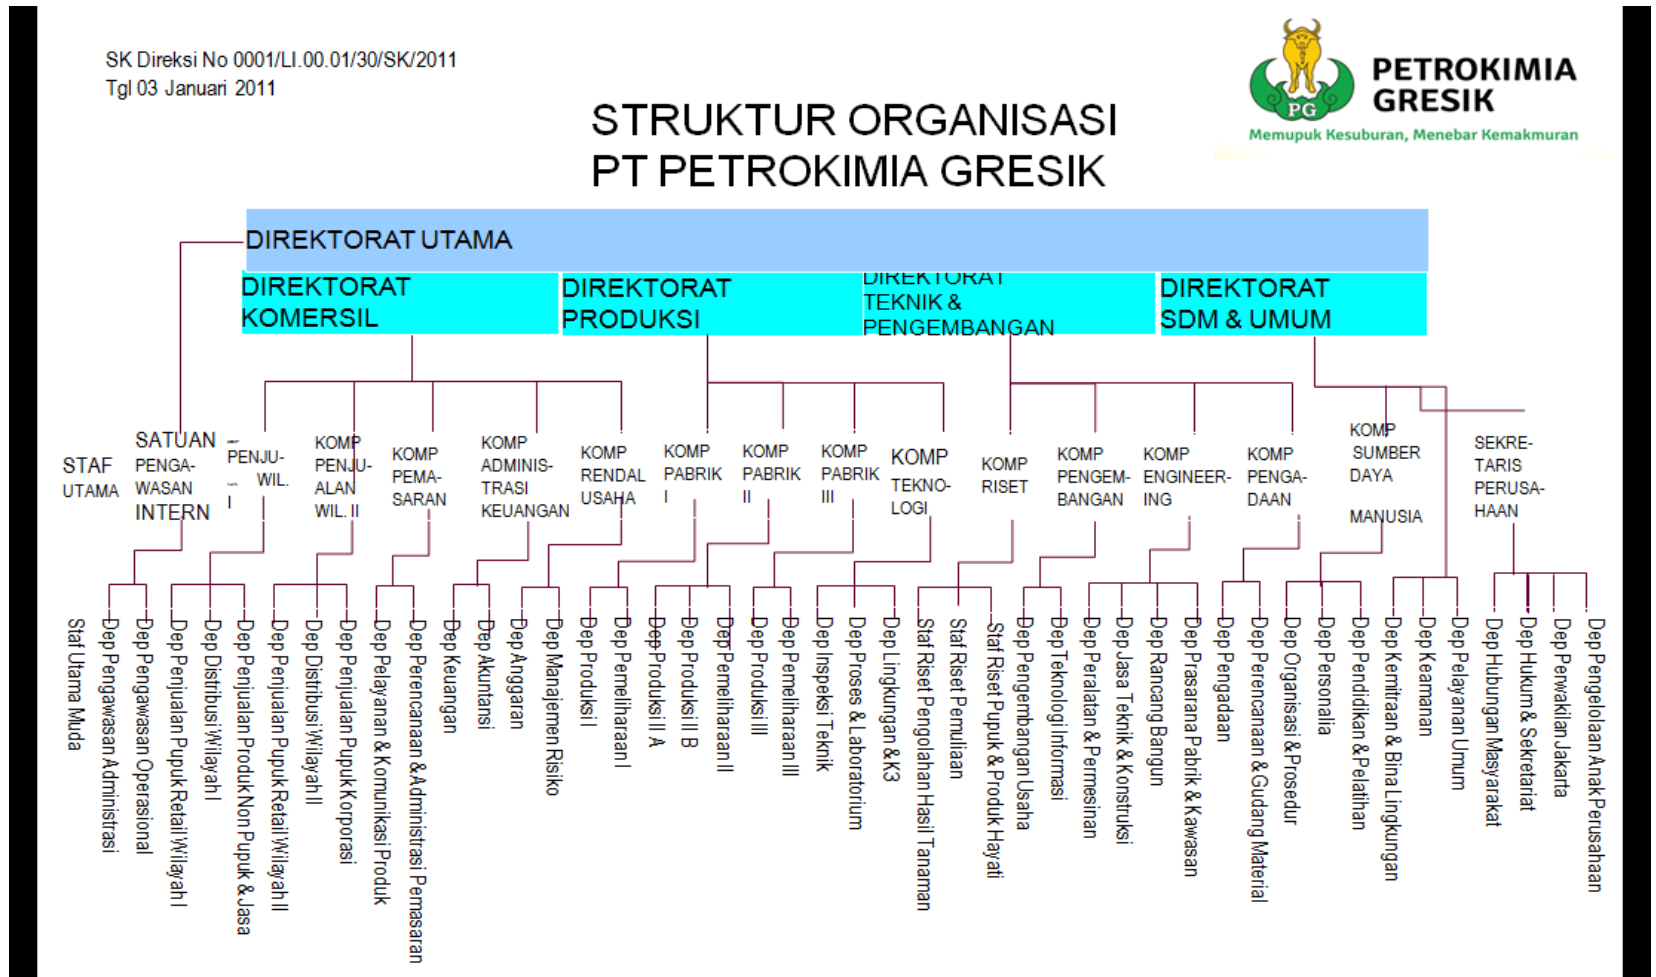 SK Direksi No 0001/LI.00.01/30/SK/2011
Tgl 03 Januari 2011
PETROKIMIA
GRESIK
PG
Memupuk Kesuburan, Menebar Kemakmuran
STRUKTUR ORGANISASI
PT PETROKIMIA GRESIK
DIREKTORAT UTAMA
DIREKTORAT
KOMERSIL
DIREKTORAT
PRODUKSI
DIREKTORAT
TEKNIK &
PENGEMBANGAN
DIREKTORAT
SDM & UMUM
STAF
UTAMA
SATUAN
PENGA-
WASAN
INTERN
PENJU-
WIL.
I
KOMP
PENJU-
ALAN
WIL. II
KOMP
PEMA-
SARAN
KOMP
ADMINIS-
TRASI
KEUANGAN
KOMP
RENDAL
USAHA
KOMP
PABRIK
I
KOMP
PABRIK
II
KOMP
PABRIK
III
KOMP
TEKNO-
LOGI
KOMP
RISET
KOMP
PENGEM-
BANGAN
KOMP
ENGINEER-
ING
KOMP
PENGA-
DAAN
KOMP
SUMBER
DAYA
MANUSIA
SEKRE-
TARIS
PERUSA-
HAAN
Staf Utama Muda
Dep Pengawasan Administrasi
Dep Pengawasan Operasional
Dep Penjualan Pupuk Retail Wilayah I
Dep Distribusi Wilayah I
Dep Penjualan Produk Non Pupuk & Jasa
Dep Penjualan Pupuk Retail Wilayah II
Dep Distribusi Wilayah II
Dep Penjualan Pupuk Korporasi
Dep Pelayanan & Komunikasi Produk
Dep Perencanaan & Administrasi Pemasaran
Dep Keuangan
Dep Akuntansi
Dep Anggaran
Dep Manajemen Risiko
Dep Produksi I
Dep Pemeliharaan I
Dep Produksi II A
Dep Produksi II B
Dep Pemeliharaan II
Dep Produksi III
Dep Pemeliharaan III
Dep Inspeksi Teknik
Dep Proses & Laboratorium
Dep Lingkungan & K3
Staf Riset Pengolahan Hasil Tanaman
Staf Riset Pemuliaan
Staf Riset Pupuk & Produk Hayati
Dep Pengembangan Usaha
Dep Teknologi Informasi
Dep Peralatan & Permesinan
Dep Jasa Teknik & Konstruksi
Dep Rancang Bangun
Dep Prasarana Pabrik & Kawasan
Dep Pengadaan
Dep Perencanaan & Gudang Material
Dep Organisasi & Prosedur
Dep Personalia
Dep Pendidikan & Pelatihan
Dep Kemitraan & Bina Lingkungan
Dep Keamanan
Dep Pelayanan Umum
Dep Hubungan Masyarakat
Dep Hukum & Sekretariat
Dep Perwakilan Jakarta
Dep Pengelolaan Anak Perusahaan